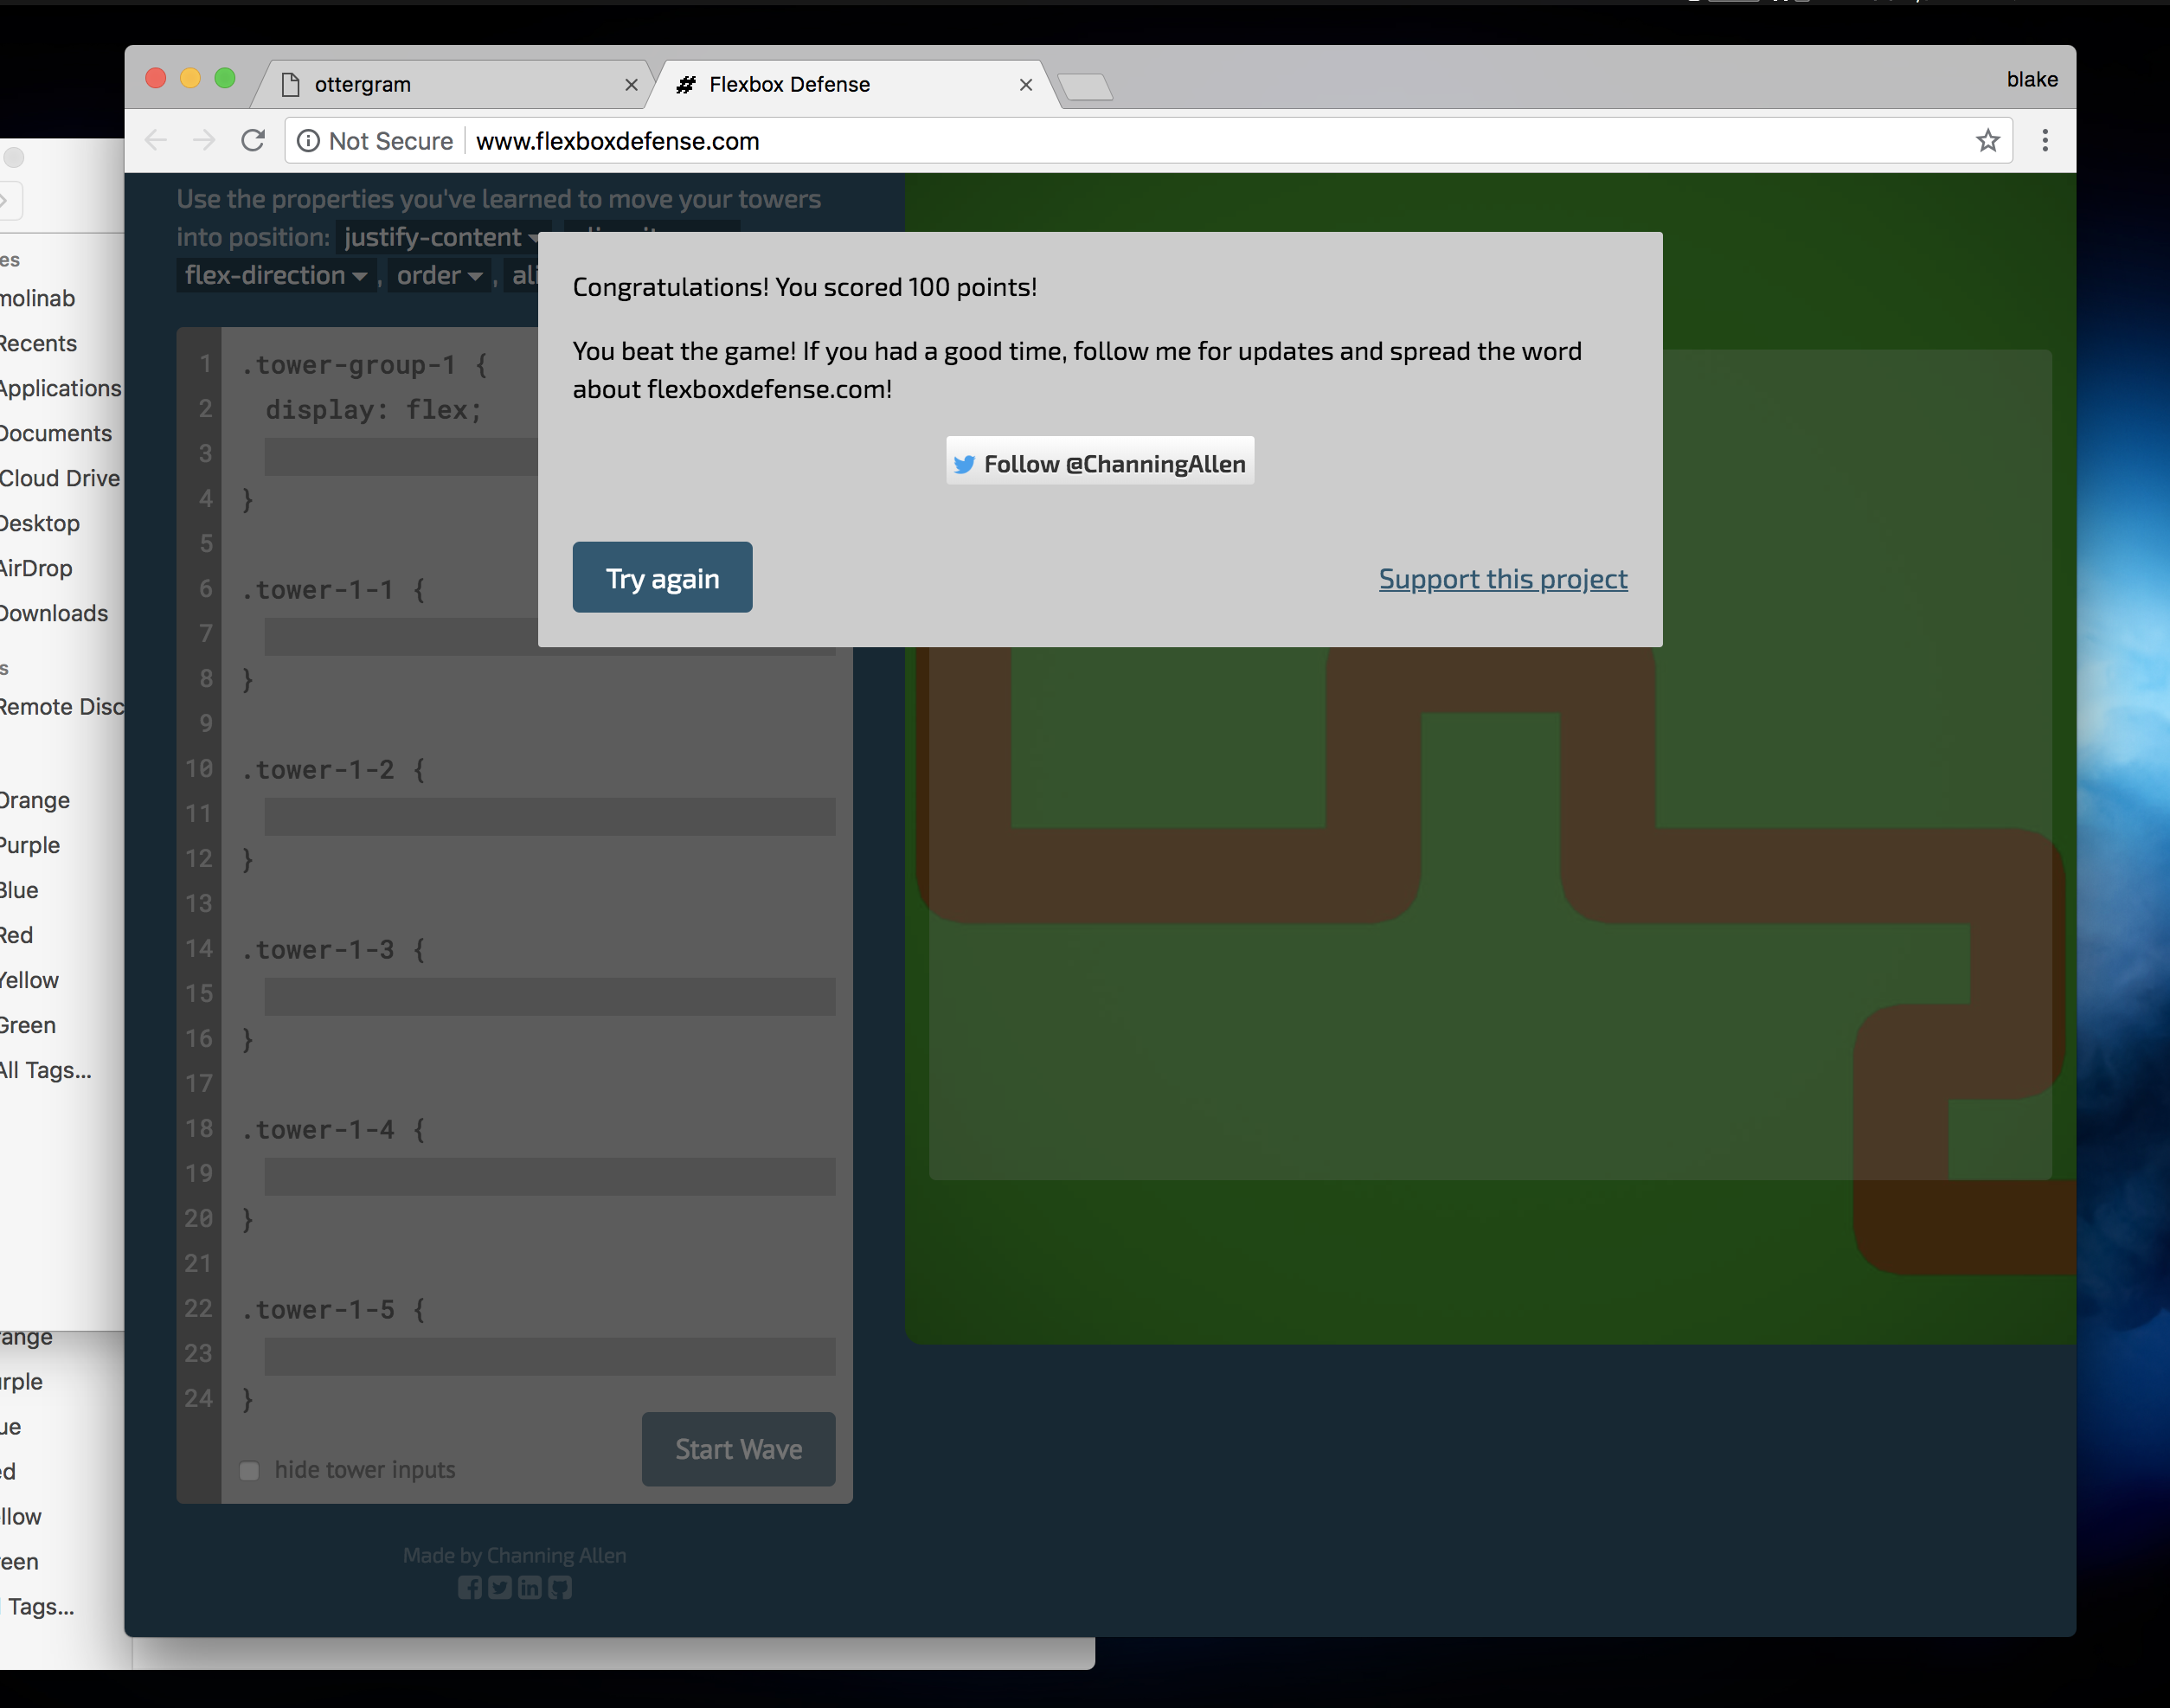 ottergram
Flexbox Defense
blake
Not Secure www.flexboxdefense.com
Use the properties you've learned to move your towers
into position: justify-content
flex-direction , order , ali
Congratulations! You scored 100 points!
You beat the game! If you had a good time, follow me for updates and spread the word
about flexboxdefense.com!
Follow @ChanningAllen
Try again
Support this project
1 .tower-group-1 {
2 display: flex;
3
4 }
5
6 .tower-1-1 {
7
8 }
9
10 .tower-1-2 {
11
12 }
13
14 .tower-1-3 {
15
16 }
17
18 .tower-1-4 {
19
20 }
21
22 .tower-1-5 {
23
24 }
hide tower inputs
Start Wave
Made by Channing Allen
es
molinab
Recents
Applications
Documents
Cloud Drive
Desktop
AirDrop
Downloads
s
Remote Disc
Orange
Purple
Blue
Red
Yellow
Green
All Tags...
ange
rple
ue
ed
llow
een
Tags...